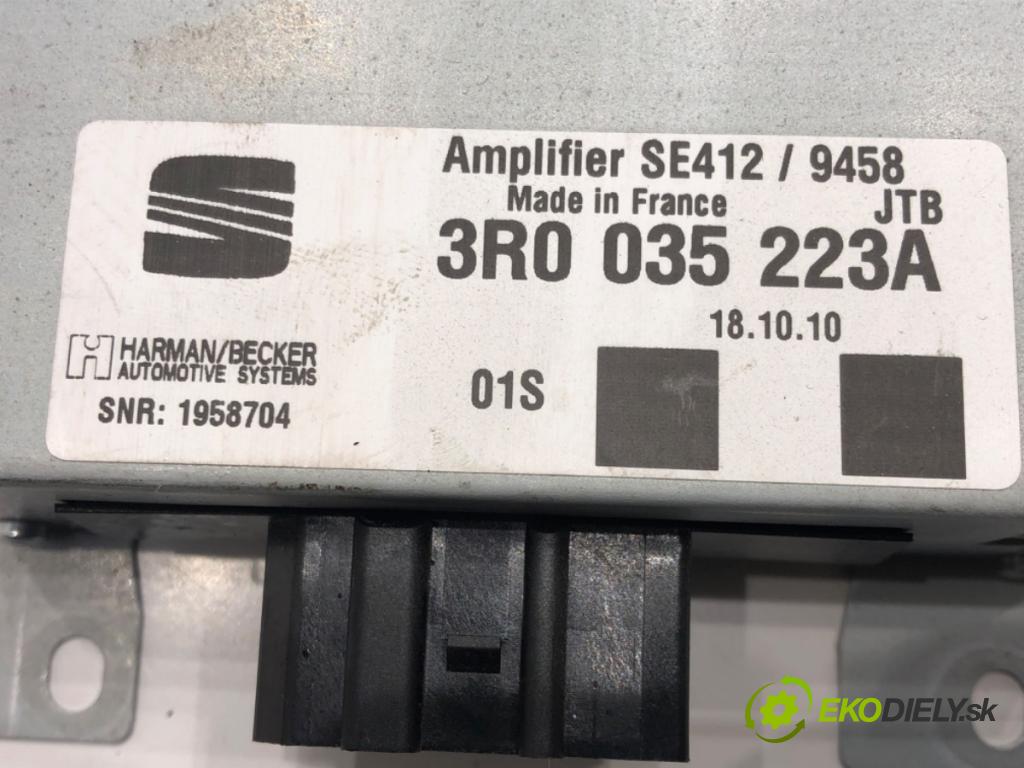 Amplifier SE412 / 9458
Made in France JTB
3R0 035 223A
18.10.10
HARMAN/BECKER
AUTOMOTIVE SYSTEMS
01S
SNR: 1958704
EKODIELY.sk